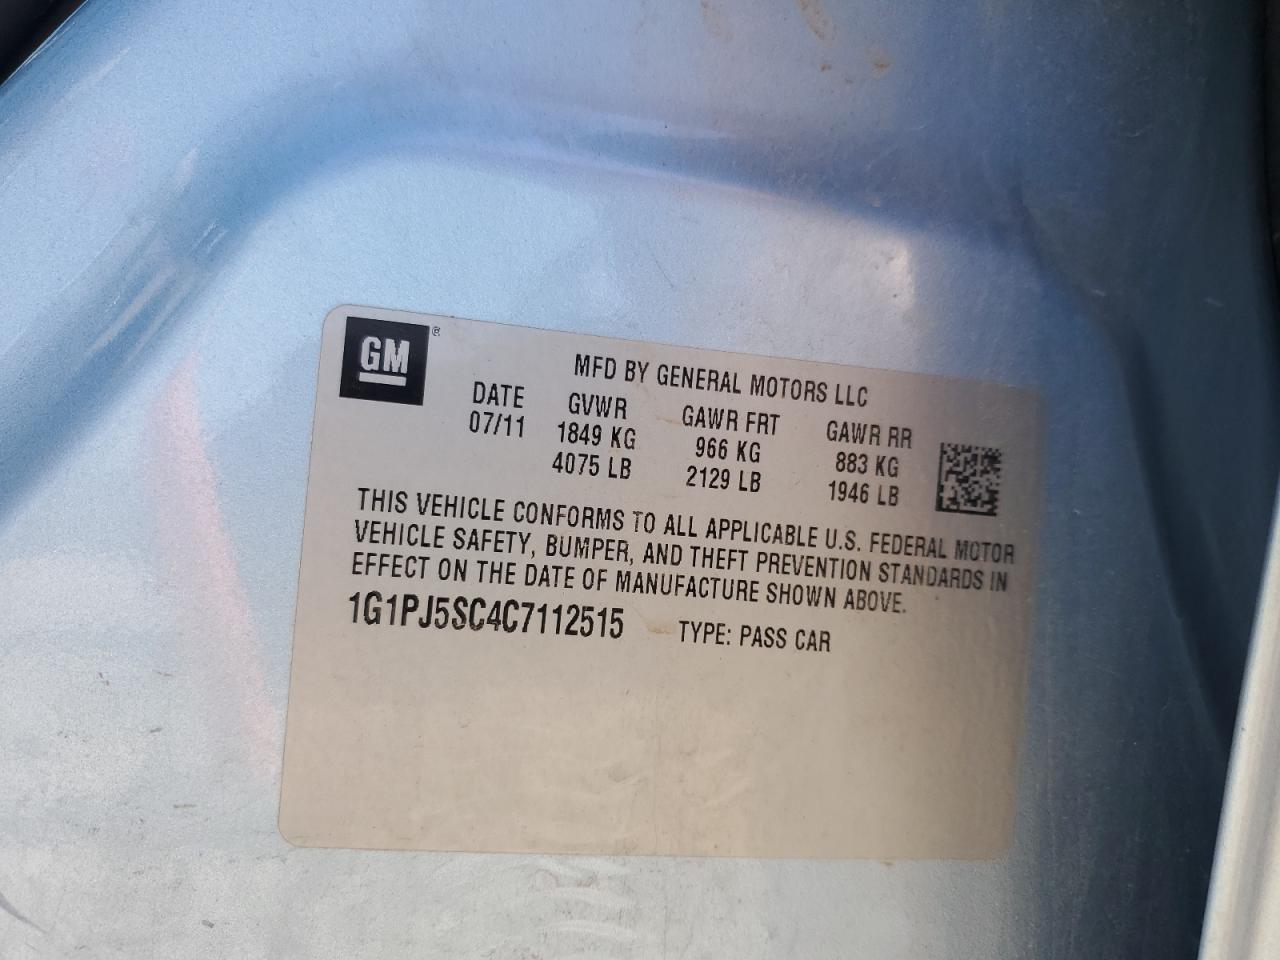 GM®
MFD BY GENERAL MOTORS LLC
DATE GVWR GAWR FRT GAWR RR
07/11 1849 KG 966 KG 883 KG
4075 LB 2129 LB 1946 LB
THIS VEHICLE CONFORMS TO ALL APPLICABLE U.S. FEDERAL MOTOR
VEHICLE SAFETY, BUMPER, AND THEFT PREVENTION STANDARDS IN
EFFECT ON THE DATE OF MANUFACTURE SHOWN ABOVE.
1G1PJ5SC4C7112515 TYPE: PASS CAR